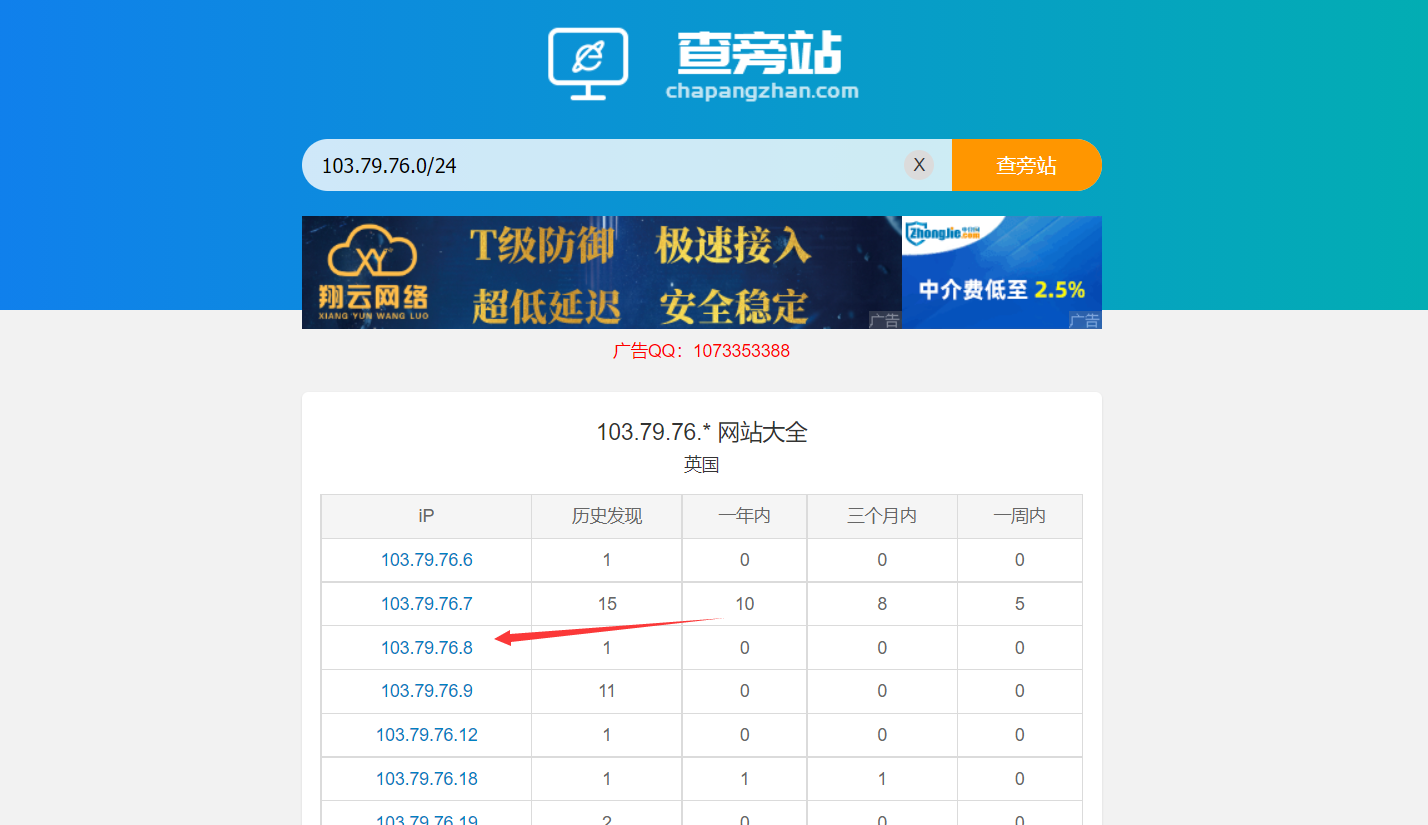 查旁站
chapangzhan.com
103.79.76.0/24 X 查旁站
T级防御 极速接入
超低延迟 安全稳定
XY
翔云网络
XIANG YUN WANG LUO
广告
ZhongJie.com
中介费低至 2.5%
广告
广告QQ：1073353388
103.79.76.* 网站大全
英国
iP 历史发现 一年内 三个月内 一周内
103.79.76.6 1 0 0 0
103.79.76.7 15 10 8 5
103.79.76.8 1 0 0 0
103.79.76.9 11 0 0 0
103.79.76.12 1 0 0 0
103.79.76.18 1 1 1 0
103.79.76.19 2 0 0 0